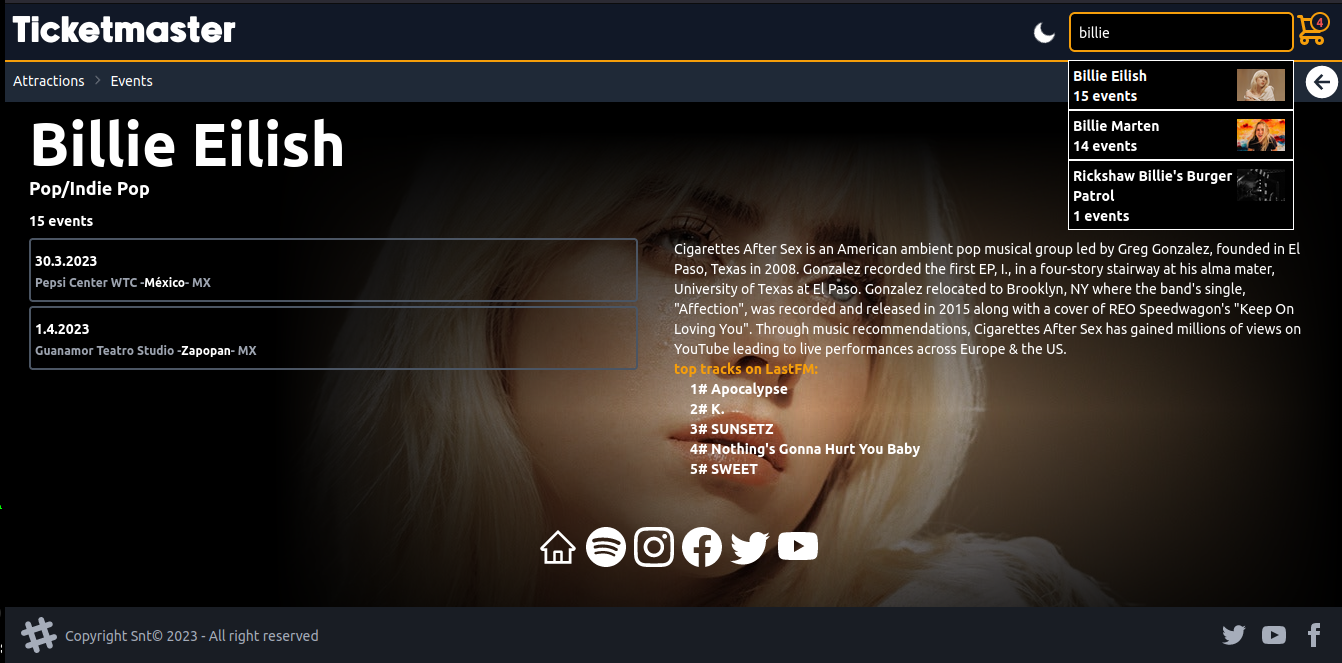 Ticketmaster
billie
4
Attractions > Events
Billie Eilish
15 events
Billie Marten
14 events
Rickshaw Billie's Burger
Patrol
1 events
Billie Eilish
Pop/Indie Pop
15 events
30.3.2023
Pepsi Center WTC -México- MX
1.4.2023
Guanamor Teatro Studio -Zapopan- MX
Cigarettes After Sex is an American ambient pop musical group led by Greg Gonzalez, founded in El
Paso, Texas in 2008. Gonzalez recorded the first EP, I., in a four-story stairway at his alma mater,
University of Texas at El Paso. Gonzalez relocated to Brooklyn, NY where the band's single,
"Affection", was recorded and released in 2015 along with a cover of REO Speedwagon's "Keep On
Loving You". Through music recommendations, Cigarettes After Sex has gained millions of views on
YouTube leading to live performances across Europe & the US.
top tracks on LastFM:
1# Apocalypse
2# K.
3# SUNSETZ
4# Nothing's Gonna Hurt You Baby
5# SWEET
Copyright Snt© 2023 - All right reserved